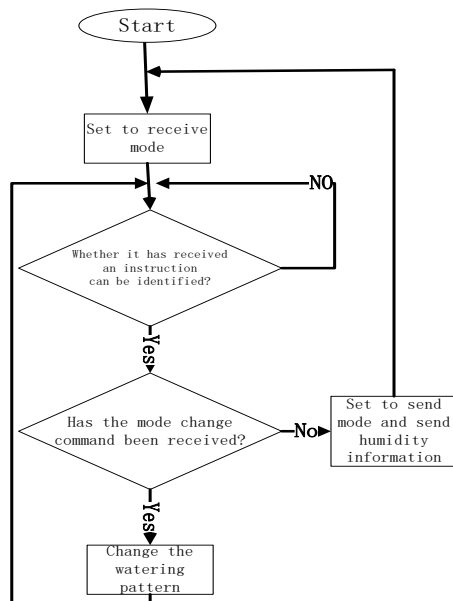 Start
Set to receive
mode
NO
Whether it has received
an instruction
can be identified?
Yes
Has the mode change
command been received?
No
Set to send
mode and send
humidity
information
Yes
Change the
watering
pattern